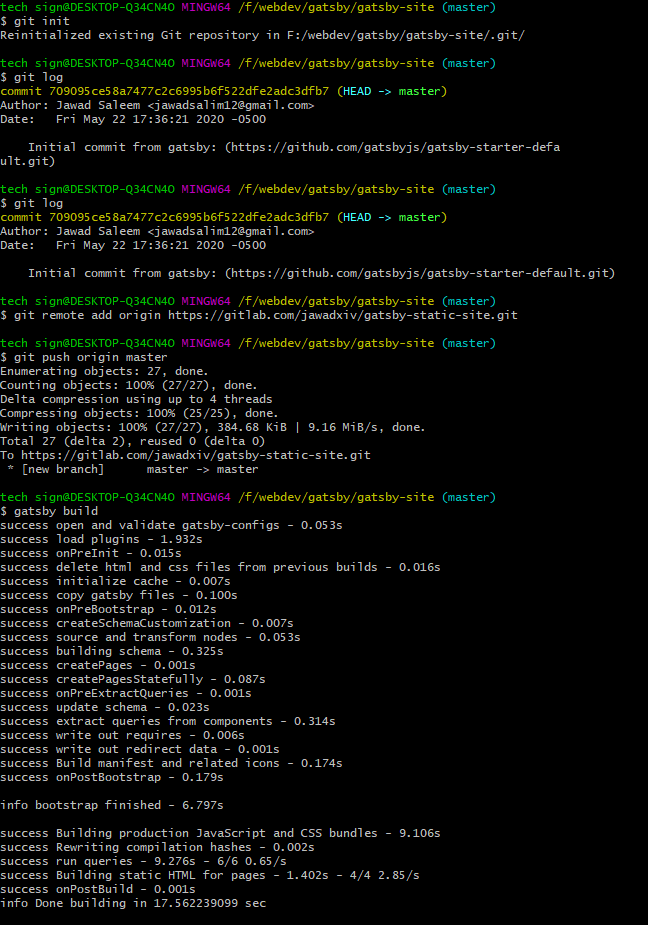 tech sign@DESKTOP-Q34CN4O MINGW64 /f/webdev/gatsby/gatsby-site (master)
$ git init
Reinitialized existing Git repository in F:/webdev/gatsby/gatsby-site/.git/
tech sign@DESKTOP-Q34CN4O MINGW64 /f/webdev/gatsby/gatsby-site (master)
$ git log
commit 709095ce58a7477c2c6995b6f522dfe2adc3dfb7 (HEAD -> master)
Author: Jawad Saleem <jawadsalim12@gmail.com>
Date:   Fri May 22 17:36:21 2020 -0500
    Initial commit from gatsby: (https://github.com/gatsbyjs/gatsby-starter-defa
ult.git)
tech sign@DESKTOP-Q34CN4O MINGW64 /f/webdev/gatsby/gatsby-site (master)
$ git log
commit 709095ce58a7477c2c6995b6f522dfe2adc3dfb7 (HEAD -> master)
Author: Jawad Saleem <jawadsalim12@gmail.com>
Date:   Fri May 22 17:36:21 2020 -0500
    Initial commit from gatsby: (https://github.com/gatsbyjs/gatsby-starter-default.git)
tech sign@DESKTOP-Q34CN4O MINGW64 /f/webdev/gatsby/gatsby-site (master)
$ git remote add origin https://gitlab.com/jawadxiv/gatsby-static-site.git
tech sign@DESKTOP-Q34CN4O MINGW64 /f/webdev/gatsby/gatsby-site (master)
$ git push origin master
Enumerating objects: 27, done.
Counting objects: 100% (27/27), done.
Delta compression using up to 4 threads
Compressing objects: 100% (25/25), done.
Writing objects: 100% (27/27), 384.68 KiB | 9.16 MiB/s, done.
Total 27 (delta 2), reused 0 (delta 0)
To https://gitlab.com/jawadxiv/gatsby-static-site.git
 * [new branch]      master -> master
tech sign@DESKTOP-Q34CN4O MINGW64 /f/webdev/gatsby/gatsby-site (master)
$ gatsby build
success open and validate gatsby-configs - 0.053s
success load plugins - 1.932s
success onPreInit - 0.015s
success delete html and css files from previous builds - 0.016s
success initialize cache - 0.007s
success copy gatsby files - 0.100s
success onPreBootstrap - 0.012s
success createSchemaCustomization - 0.007s
success source and transform nodes - 0.053s
success building schema - 0.325s
success createPages - 0.001s
success createPagesStatefully - 0.087s
success onPreExtractQueries - 0.001s
success update schema - 0.023s
success extract queries from components - 0.314s
success write out requires - 0.006s
success write out redirect data - 0.001s
success Build manifest and related icons - 0.174s
success onPostBootstrap - 0.179s
info bootstrap finished - 6.797s
success Building production JavaScript and CSS bundles - 9.106s
success Rewriting compilation hashes - 0.002s
success run queries - 9.276s - 6/6 0.65/s
success Building static HTML for pages - 1.402s - 4/4 2.85/s
success onPostBuild - 0.001s
info Done building in 17.562239099 sec